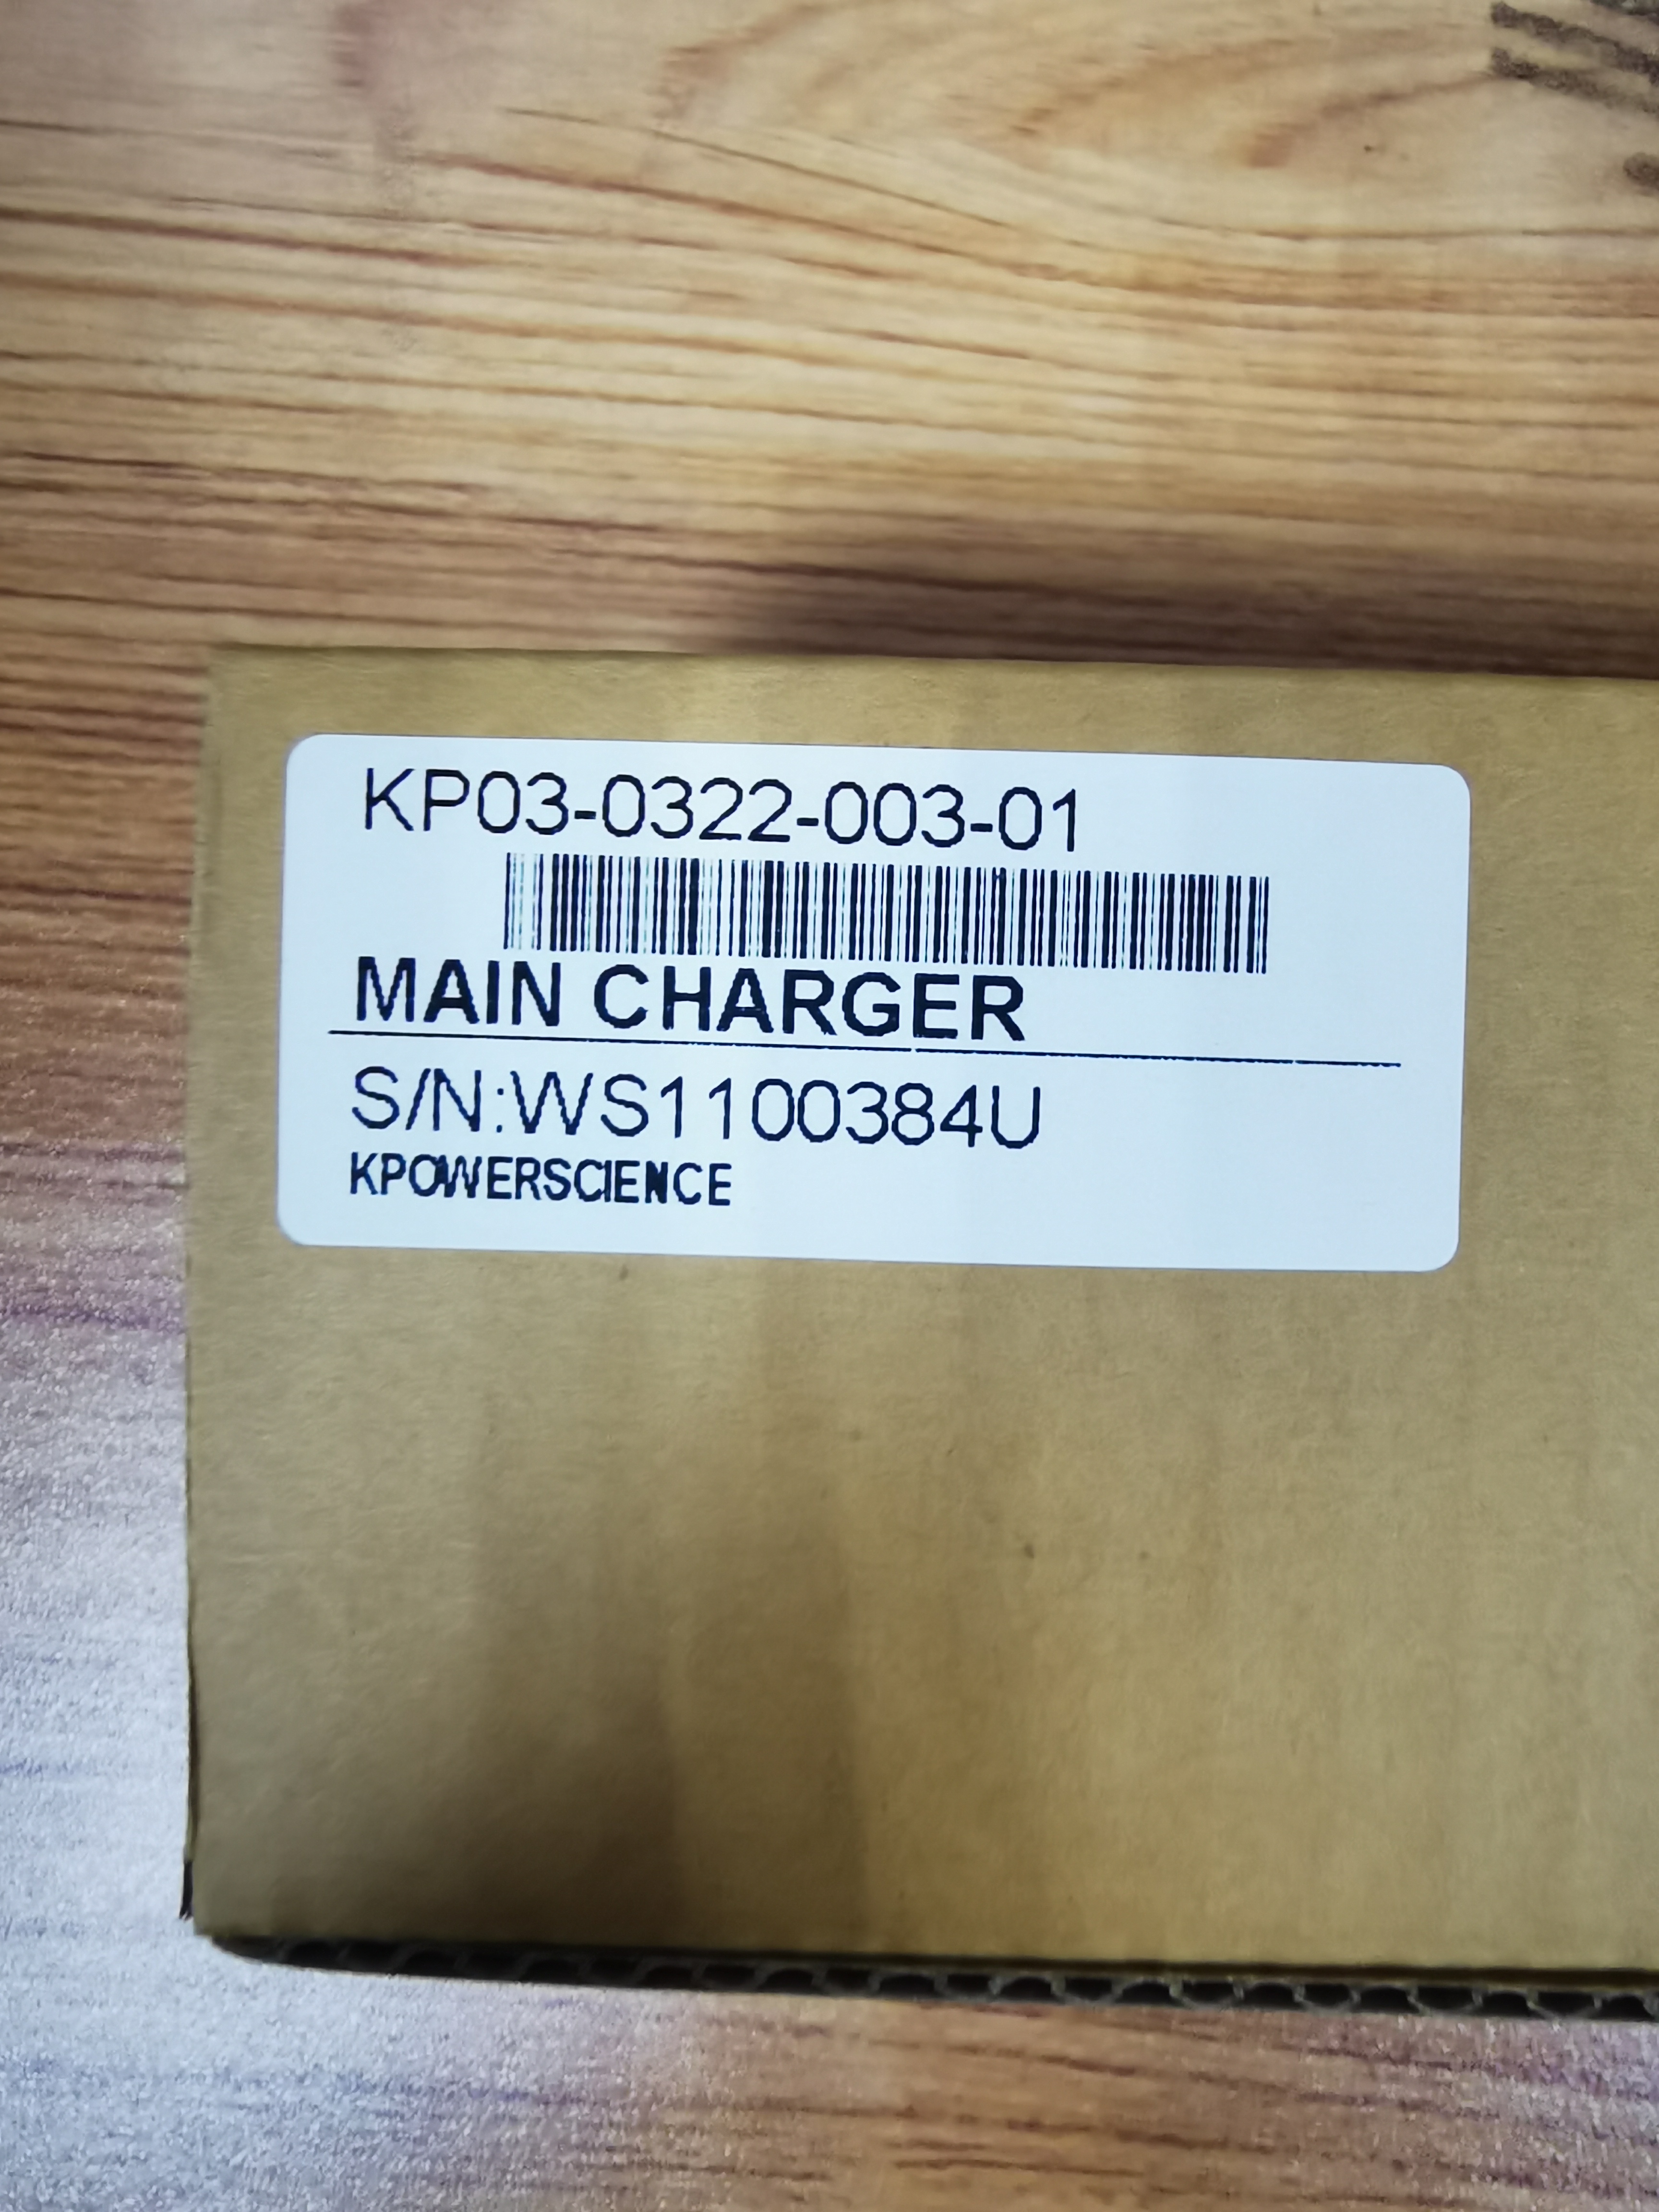 KP03-0322-003-01
MAIN CHARGER
S/N:WS1100384U
KPOWERSCIENCE